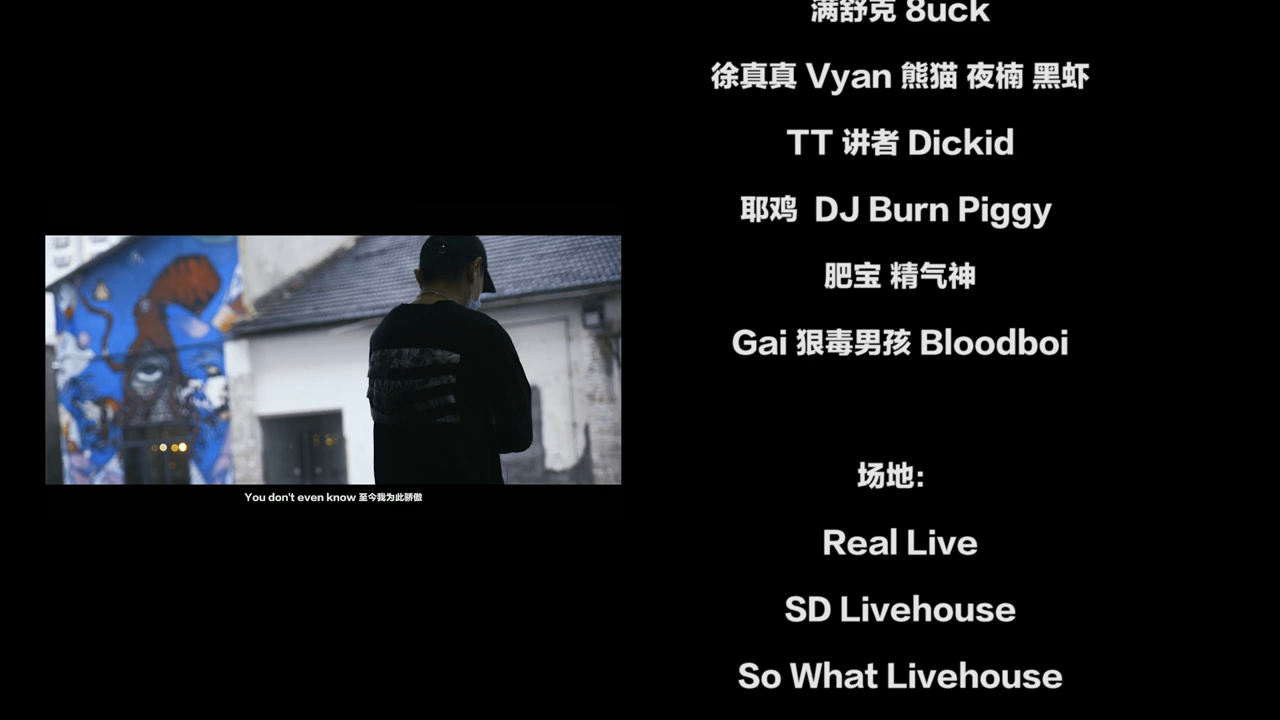 满舒克 8uck
徐真真 Vyan 熊猫 夜楠 黑虾
TT 讲者 Dickid
耶鸡 DJ Burn Piggy
肥宝 精气神
Gai 狠毒男孩 Bloodboi
场地:
Real Live
SD Livehouse
So What Livehouse
You don't even know 至今我为此骄傲